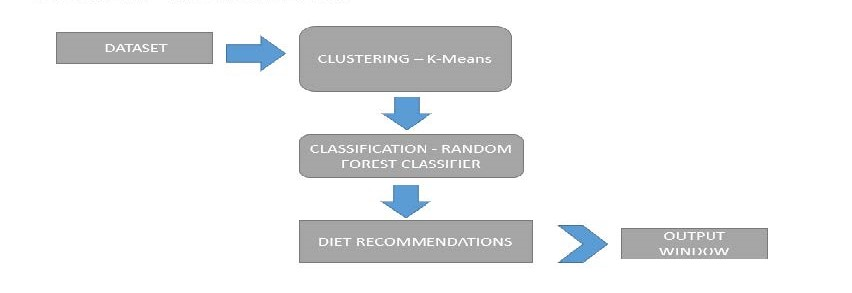 DATASET
CLUSTERING – K-Means
CLASSIFICATION - RANDOM
FOREST CLASSIFIER
DIET RECOMMENDATIONS
OUTPUT
WINDOW